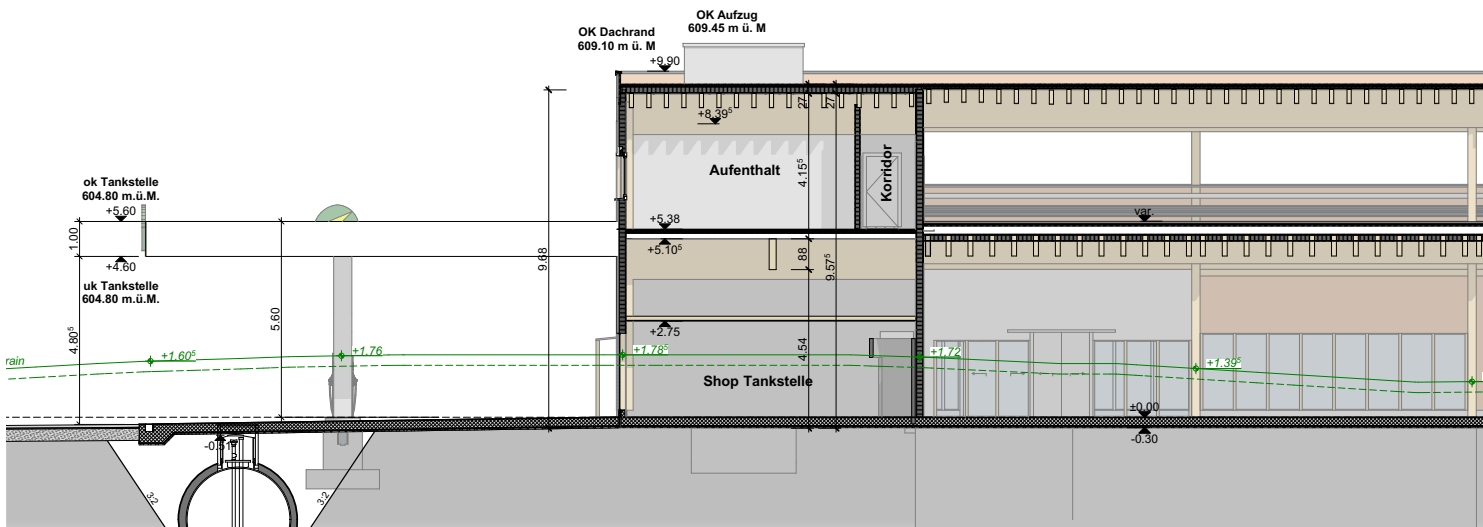 OK Aufzug
609.45 m ü. M
OK Dachrand
609.10 m ü. M
+9.90
27
27
+8.39⁵
Aufenthalt
4.15⁵
Korridor
ok Tankstelle
604.80 m.ü.M.
+5.60
1.00
+4.60
uk Tankstelle
604.80 m.ü.M.
9.68
+5.38
+5.10⁵
88
9.57⁵
var.
5.60
4.80⁵
+2.75
4.54
rain
+1.60⁵
+1.76
+1.78⁵
+1.72
+1.39⁵
Shop Tankstelle
±0.00
-0.30
-0.51
3:2
3:2